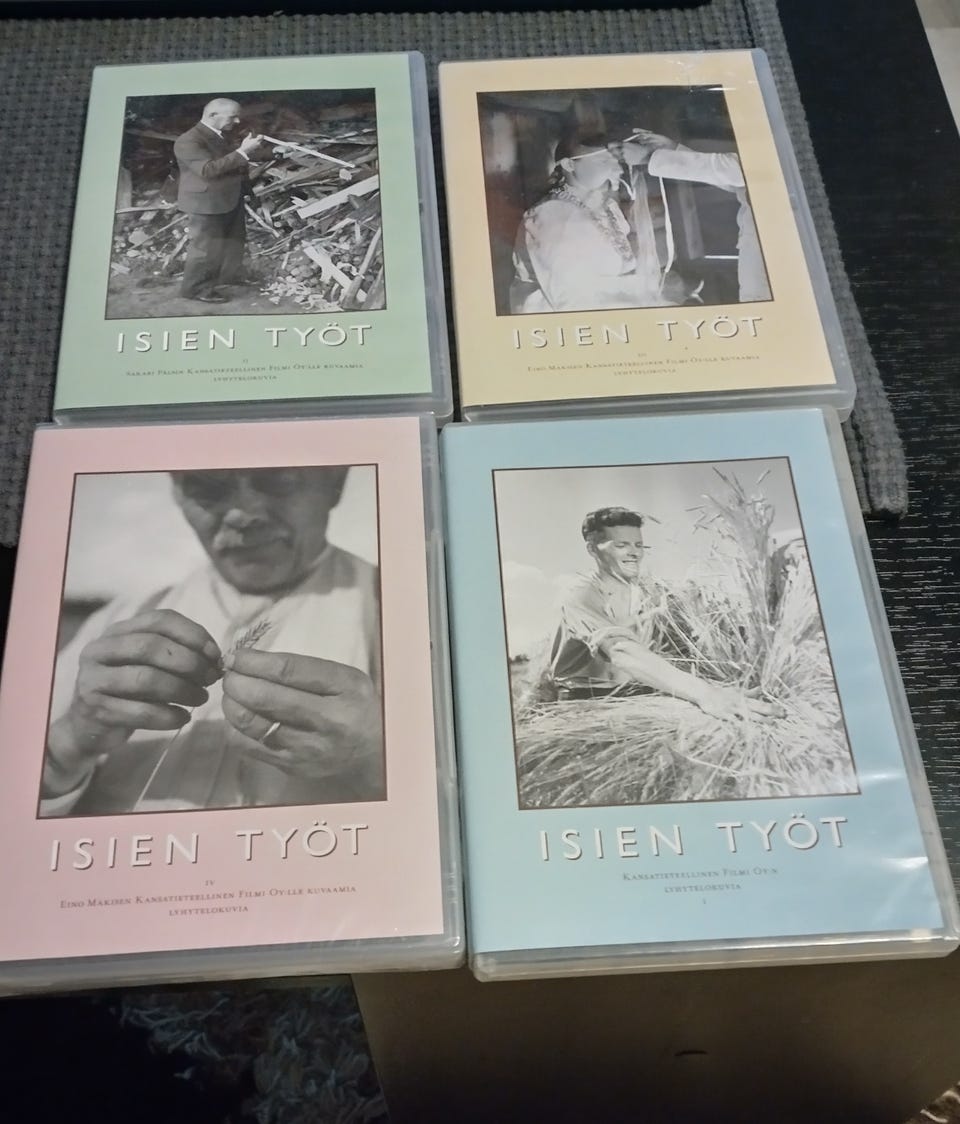 ISIEN TYÖT
II
SAKARI PÄLSIN KANSATIETEELLINEN FILMI OY:LLE KUVAAMIA
LYHYTELOKUVIA
ISIEN TYÖT
III
EINO MÄKISEN KANSATIETEELLINEN FILMI OY:LLE KUVAAMIA
LYHYTELOKUVIA
ISIEN TYÖT
IV
EINO MÄKISEN KANSATIETEELLINEN FILMI OY:LLE KUVAAMIA
LYHYTELOKUVIA
ISIEN TYÖT
KANSATIETEELLINEN FILMI OY:N
LYHYTELOKUVIA
I